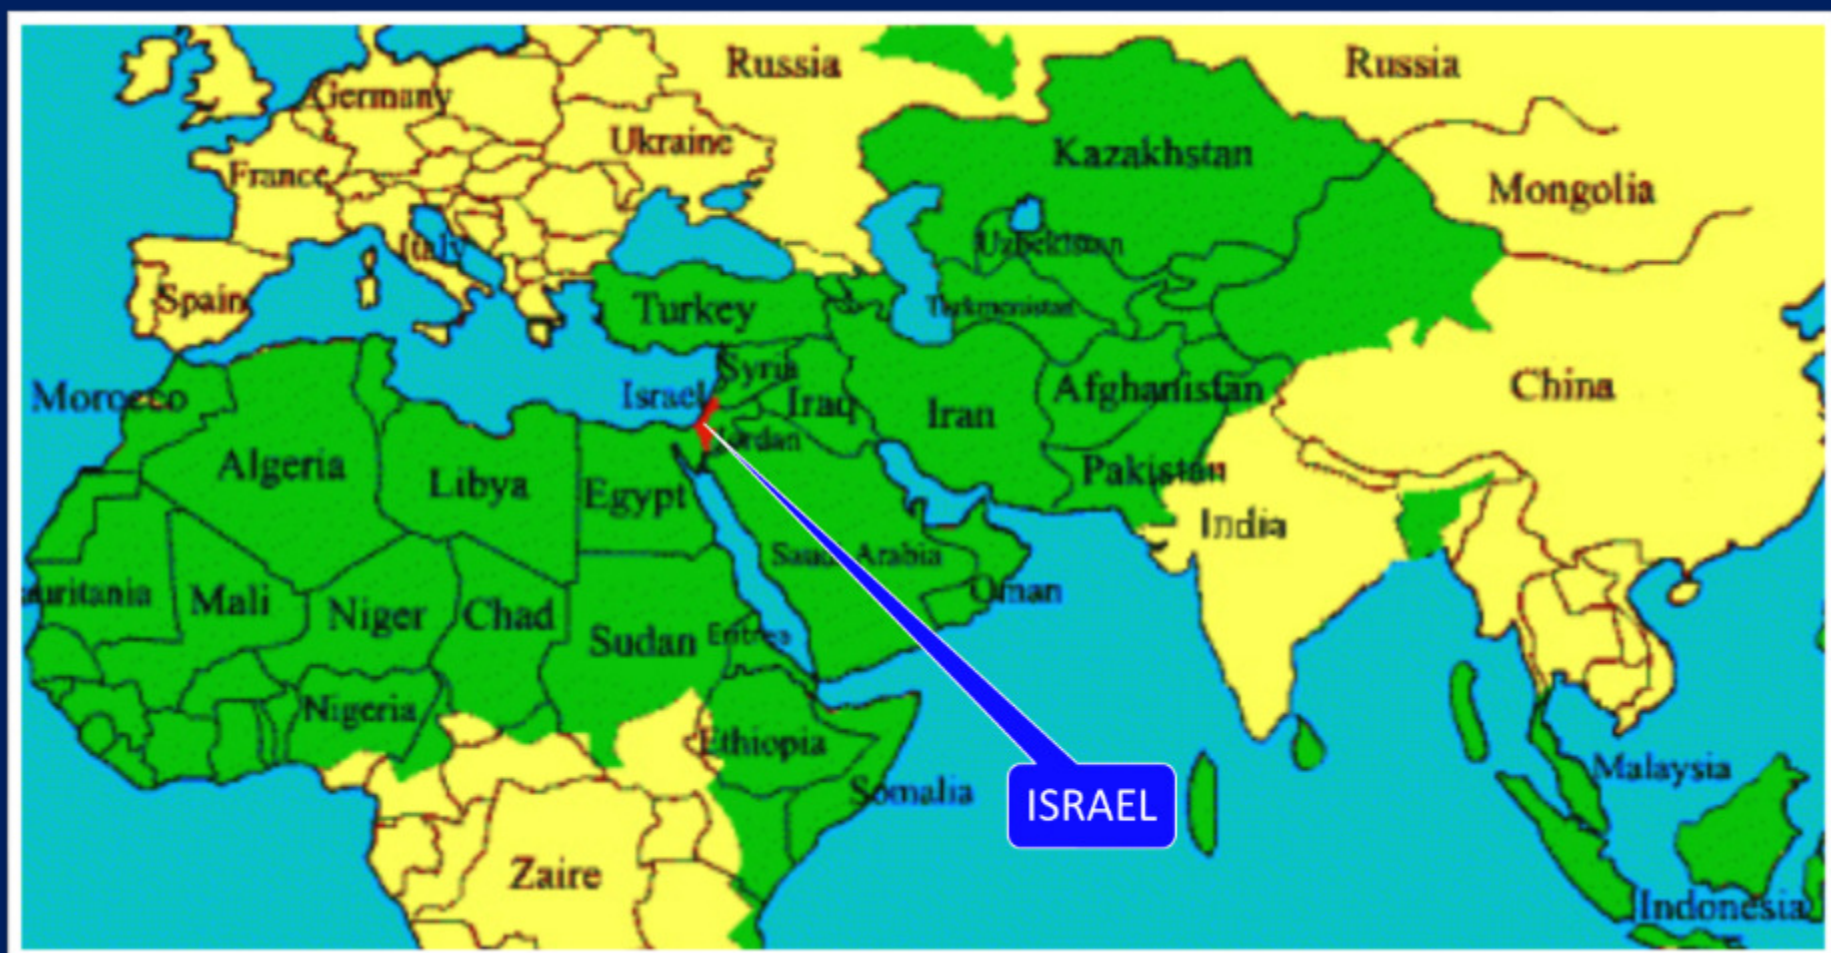 Russia
Russia
Germany
Ukraine
Kazakhstan
France
Mongolia
Italy
Uzbekistan
Spain
Turkey
Turkmenistan
Syria
Morocco
Israel
Iraq
Iran
Afghanistan
China
Jordan
Algeria
Libya
Egypt
Pakistan
India
Saudi Arabia
Oman
auritania
Mali
Niger
Chad
Sudan
Eritrea
Nigeria
Ethiopia
Malaysia
Somalia
ISRAEL
Zaire
Indonesia